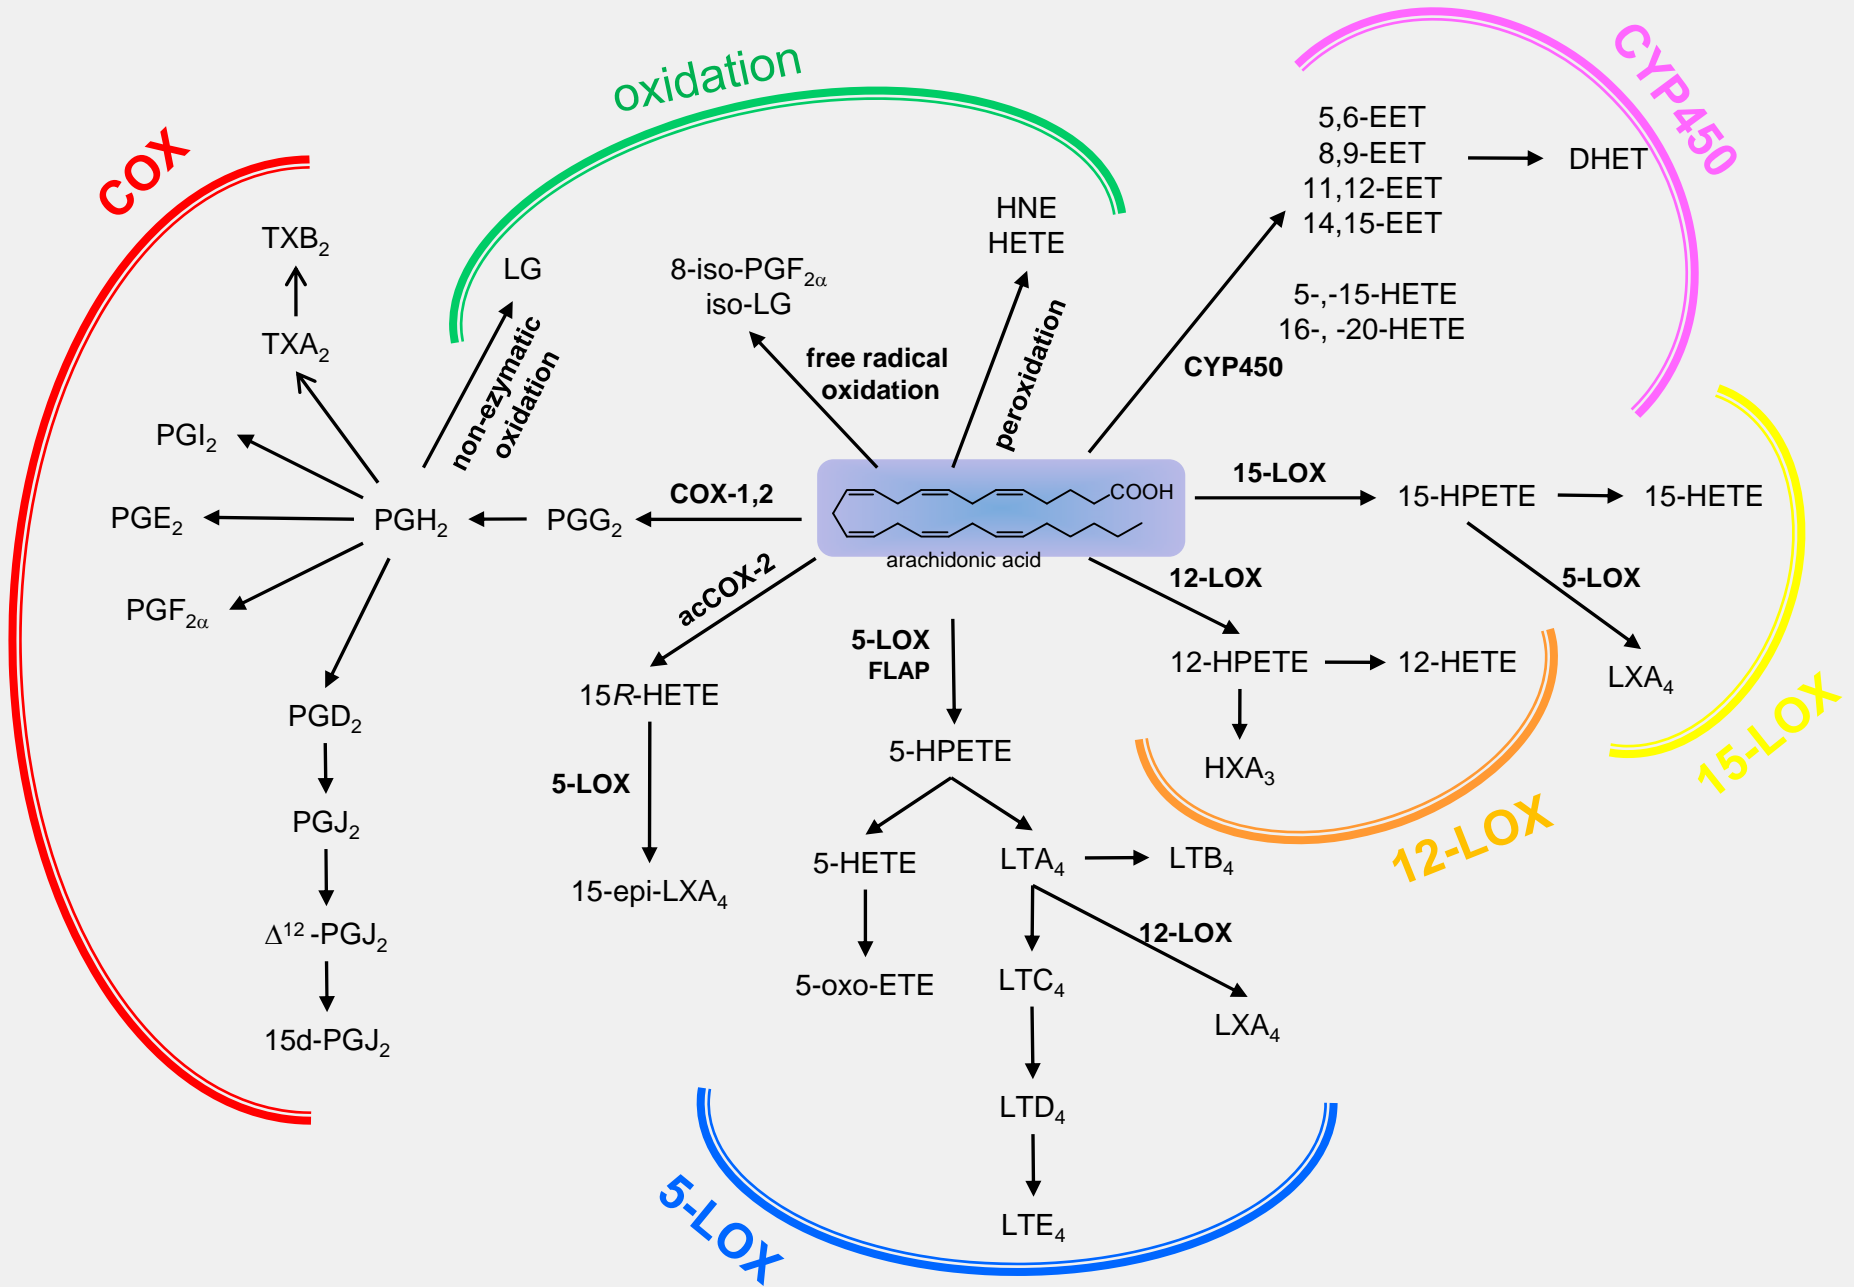 oxidation
CYP450
COX
5,6-EET
8,9-EET
11,12-EET
14,15-EET
DHET
HNE
HETE
TXB₂
LG
8-iso-PGF₂α
iso-LG
5-,-15-HETE
16-, -20-HETE
TXA₂
non-ezymatic
oxidation
free radical
oxidation
peroxidation
CYP450
PGI₂
15-LOX
COX-1,2
COOH
15-HPETE
15-HETE
PGE₂
PGH₂
PGG₂
arachidonic acid
acCOX-2
12-LOX
5-LOX
PGF₂α
5-LOX
FLAP
12-HPETE
12-HETE
LXA₄
15R-HETE
PGD₂
5-HPETE
HXA₃
15-LOX
5-LOX
PGJ₂
12-LOX
5-HETE
LTA₄
LTB₄
15-epi-LXA₄
Δ¹² -PGJ₂
12-LOX
5-oxo-ETE
LTC₄
LXA₄
15d-PGJ₂
LTD₄
5-LOX
LTE₄